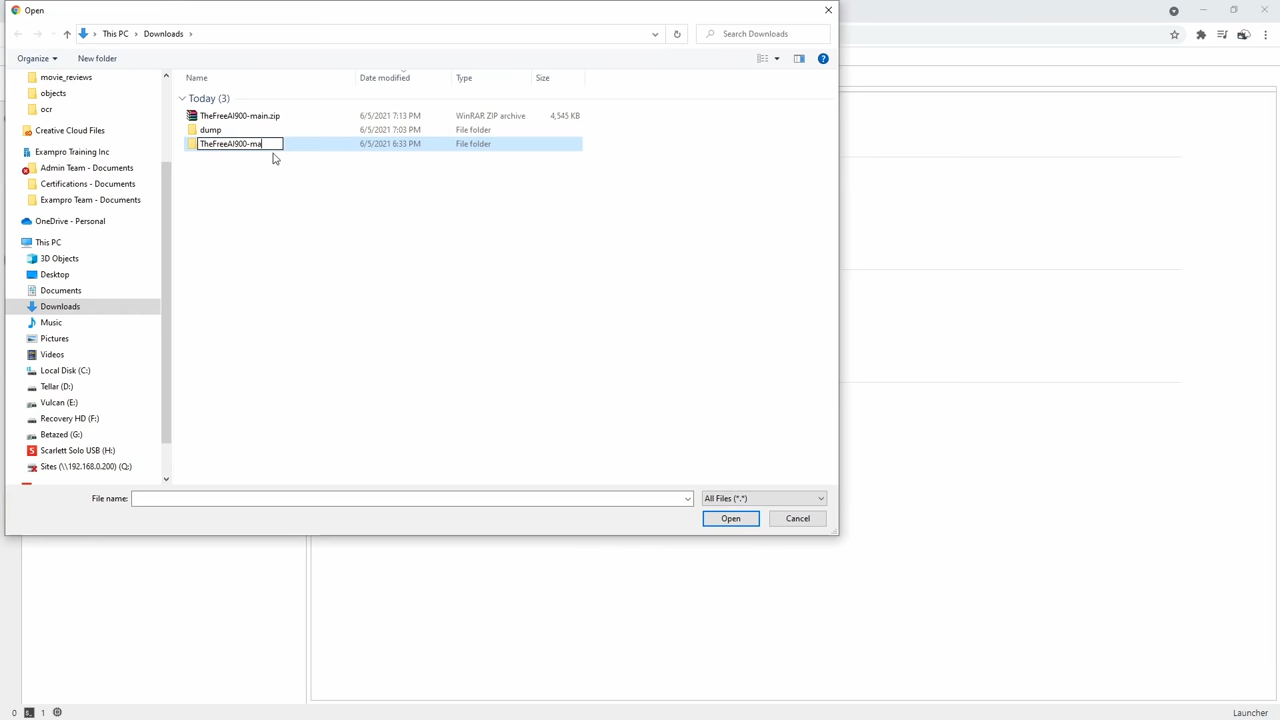 Open
This PC
Downloads
Search Downloads
Organize
New folder
Name
Date modified
Type
Size
Today (3)
TheFreeAI900-main.zip
6/5/2021 7:13 PM
WinRAR ZIP archive
4,545 KB
dump
6/5/2021 7:03 PM
File folder
TheFreeAI900-ma
6/5/2021 6:33 PM
File folder
movie_reviews
objects
ocr
Creative Cloud Files
Exampro Training Inc
Admin Team - Documents
Certifications - Documents
Exampro Team - Documents
OneDrive - Personal
This PC
3D Objects
Desktop
Documents
Downloads
Music
Pictures
Videos
Local Disk (C:)
Tellar (D:)
Vulcan (E:)
Recovery HD (F:)
Betazed (G:)
Scarlett Solo USB (H:)
Sites (\\192.168.0.200) (Q:)
File name:
All Files (*.*)
Open
Cancel
0
1
Launcher